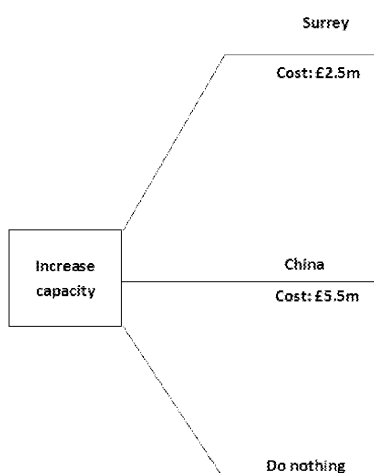 Surrey
Cost: £2.5m
Increase
capacity
China
Cost: £5.5m
Do nothing